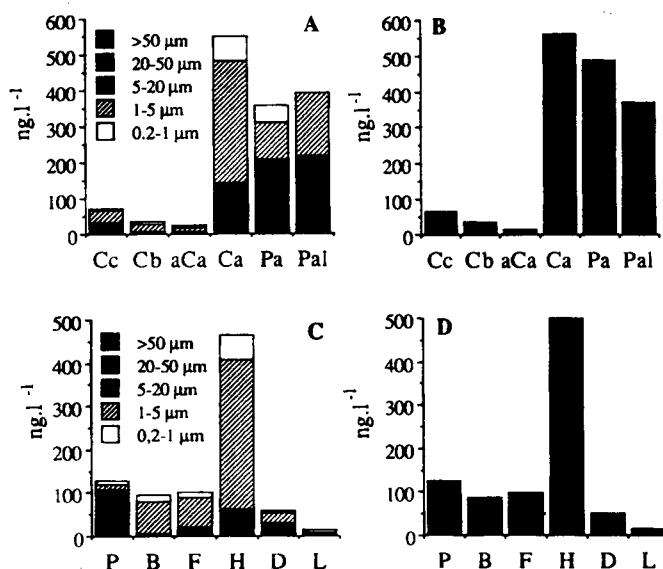 A
600
500
400
300
200
100
0
ng.l⁻¹
>50 µm
20-50 µm
5-20 µm
1-5 µm
0.2-1 µm
Cc Cb aCa Ca Pa Pal
B
600
500
400
300
200
100
0
Cc Cb aCa Ca Pa Pal
C
500
400
300
200
100
0
ng.l⁻¹
>50 µm
20-50 µm
5-20 µm
1-5 µm
0,2-1 µm
P B F H D L
D
500
400
300
200
100
0
ng.l⁻¹
P B F H D L